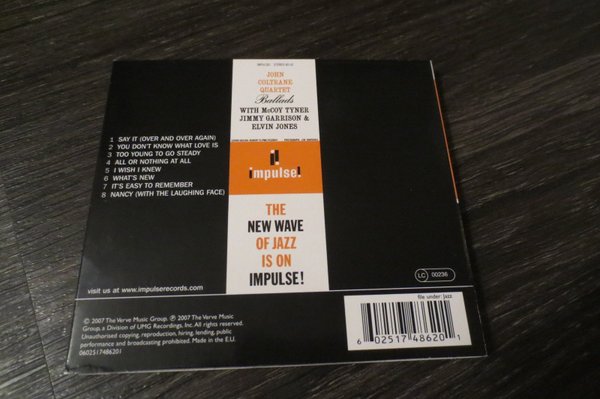 JOHN
COLTRANE
QUARTET
Ballads
WITH McCOY TYNER
JIMMY GARRISON &
ELVIN JONES
1 SAY IT (OVER AND OVER AGAIN)
2 YOU DON'T KNOW WHAT LOVE IS
3 TOO YOUNG TO GO STEADY
4 ALL OR NOTHING AT ALL
5 I WISH I KNEW
6 WHAT'S NEW
7 IT'S EASY TO REMEMBER
8 NANCY (WITH THE LAUGHING FACE)
impulse!
THE
NEW WAVE
OF JAZZ
IS ON
IMPULSE!
visit us at www.impulserecords.com
LC 00236
file under: jazz
© 2007 The Verve Music Group. ℗ 2007 The Verve Music
Group, a Division of UMG Recordings, Inc. All rights reserved.
Unauthorised copying, reproduction, hiring, lending, public
performance and broadcasting prohibited. Made in the E.U.
0602517486201
6 02517 48620 1